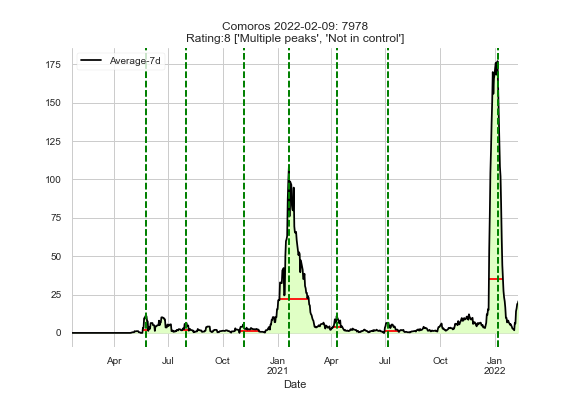 Comoros 2022-02-09: 7978
Rating:8 ['Multiple peaks', 'Not in control']
Average-7d
175
150
125
100
75
50
25
0
Apr Jul Oct Jan Apr Jul Oct Jan
2021 2022
Date